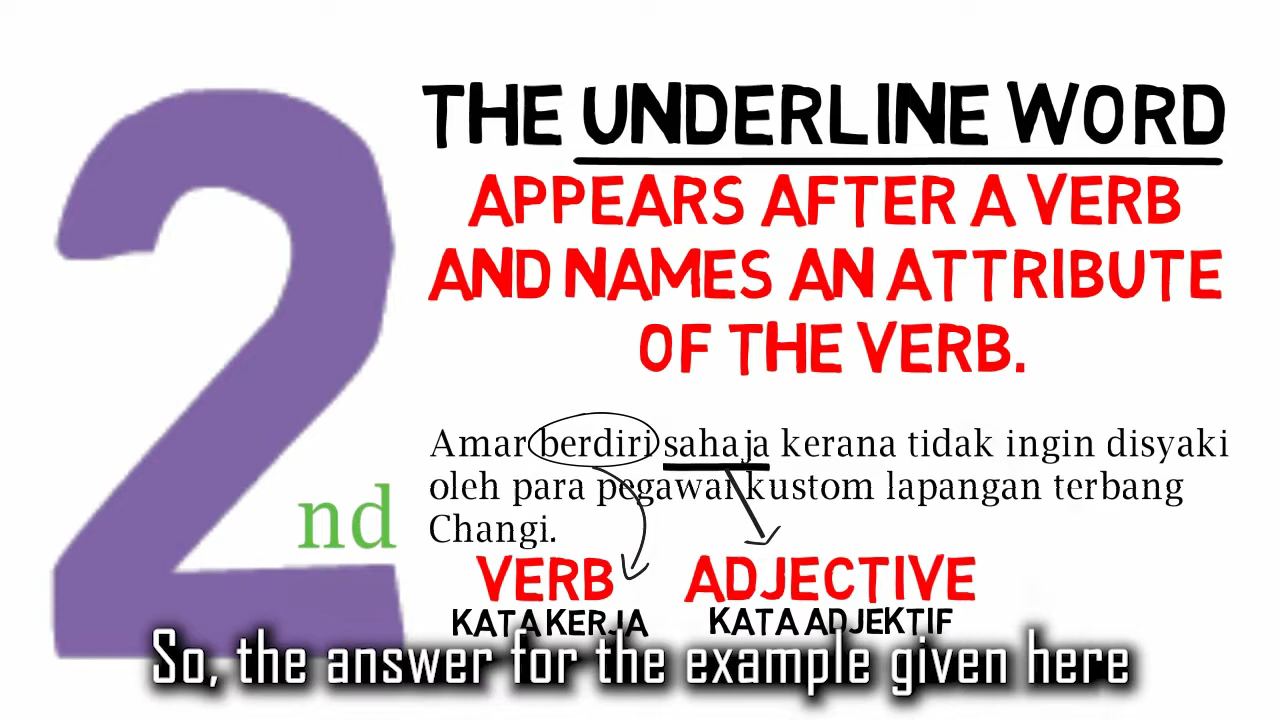 2nd
THE UNDERLINE WORD
APPEARS AFTER A VERB
AND NAMES AN ATTRIBUTE
OF THE VERB.
Amar berdiri sahaja kerana tidak ingin disyaki
oleh para pegawai kustom lapangan terbang
Changi.
VERB ADJECTIVE
KATA KERJA KATA ADJEKTIF
So, the answer for the example given here